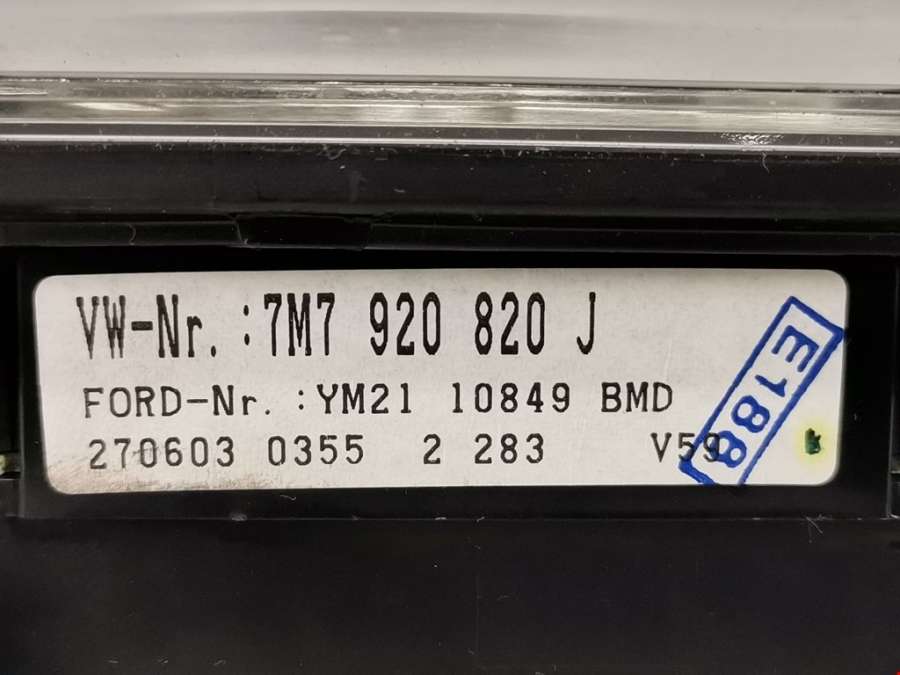 VW-Nr.:7M7 920 820 J
FORD-Nr.:YM21 10849 BMD
270603 0355 2 283 V59
E188